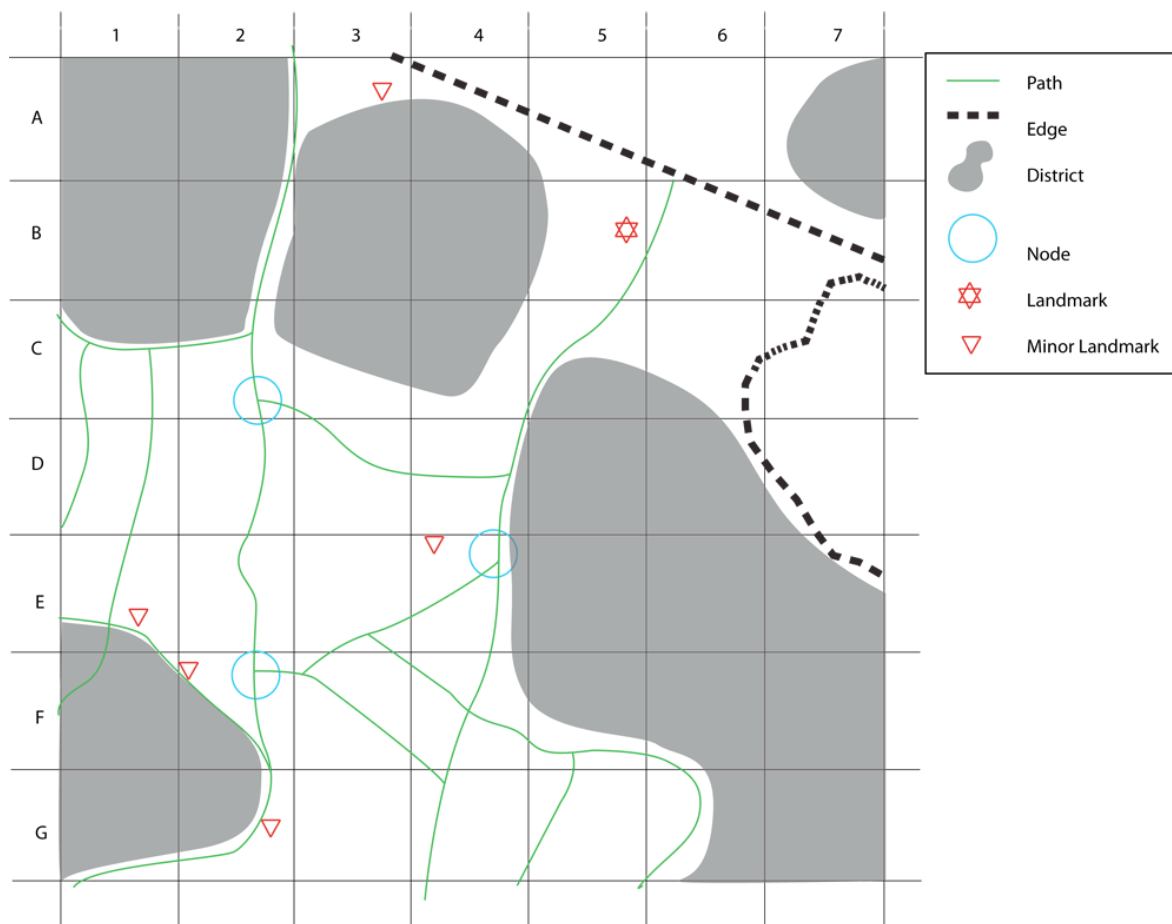 1 2 3 4 5 6 7
A
B
C
D
E
F
G
Path
Edge
District
Node
Landmark
Minor Landmark